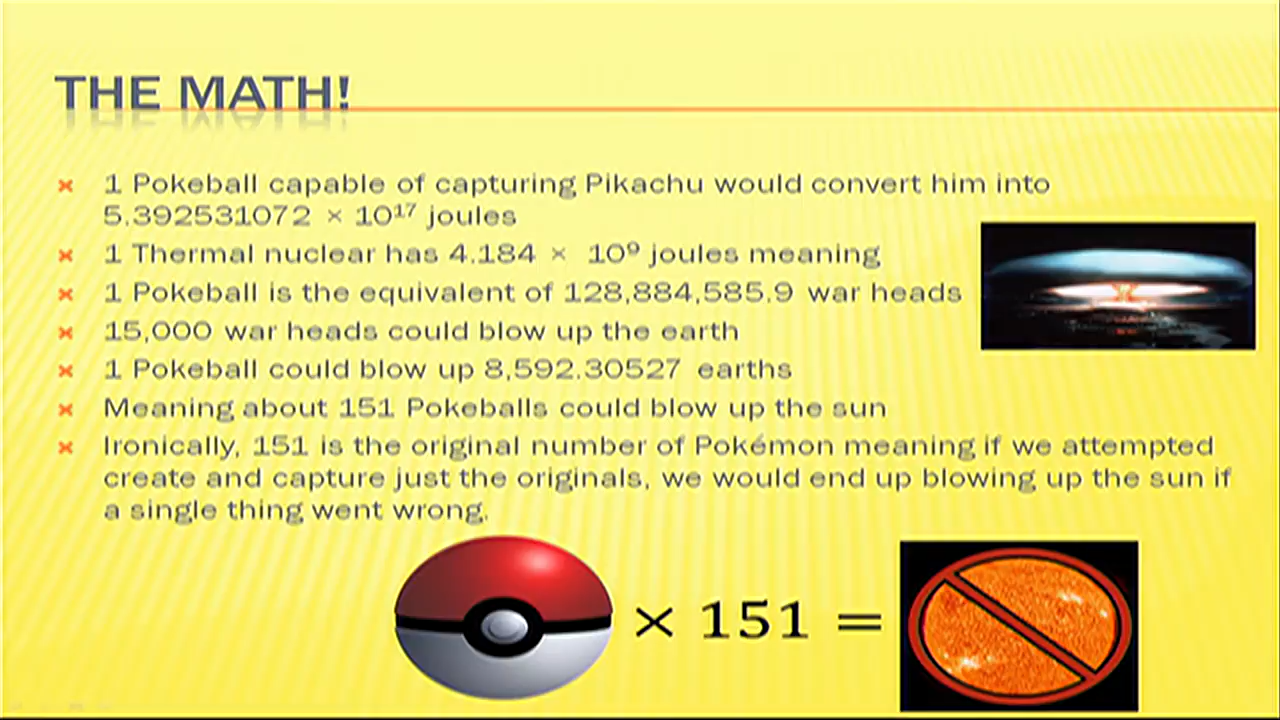 THE MATH!
1 Pokeball capable of capturing Pikachu would convert him into
5.392531072 × 10¹⁷ joules
1 Thermal nuclear has 4.184 × 10⁹ joules meaning
1 Pokeball is the equivalent of 128,884,585.9 war heads
15,000 war heads could blow up the earth
1 Pokeball could blow up 8,592.30527 earths
Meaning about 151 Pokeballs could blow up the sun
Ironically, 151 is the original number of Pokémon meaning if we attempted
create and capture just the originals, we would end up blowing up the sun if
a single thing went wrong.
× 151 =